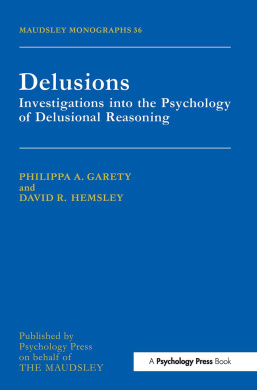 MAUDSLEY MONOGRAPHS 36
Delusions
Investigations into the Psychology
of Delusional Reasoning
PHILIPPA A. GARETY
and
DAVID R. HEMSLEY
Published by
Psychology Press
on behalf of
THE MAUDSLEY
A Psychology Press Book